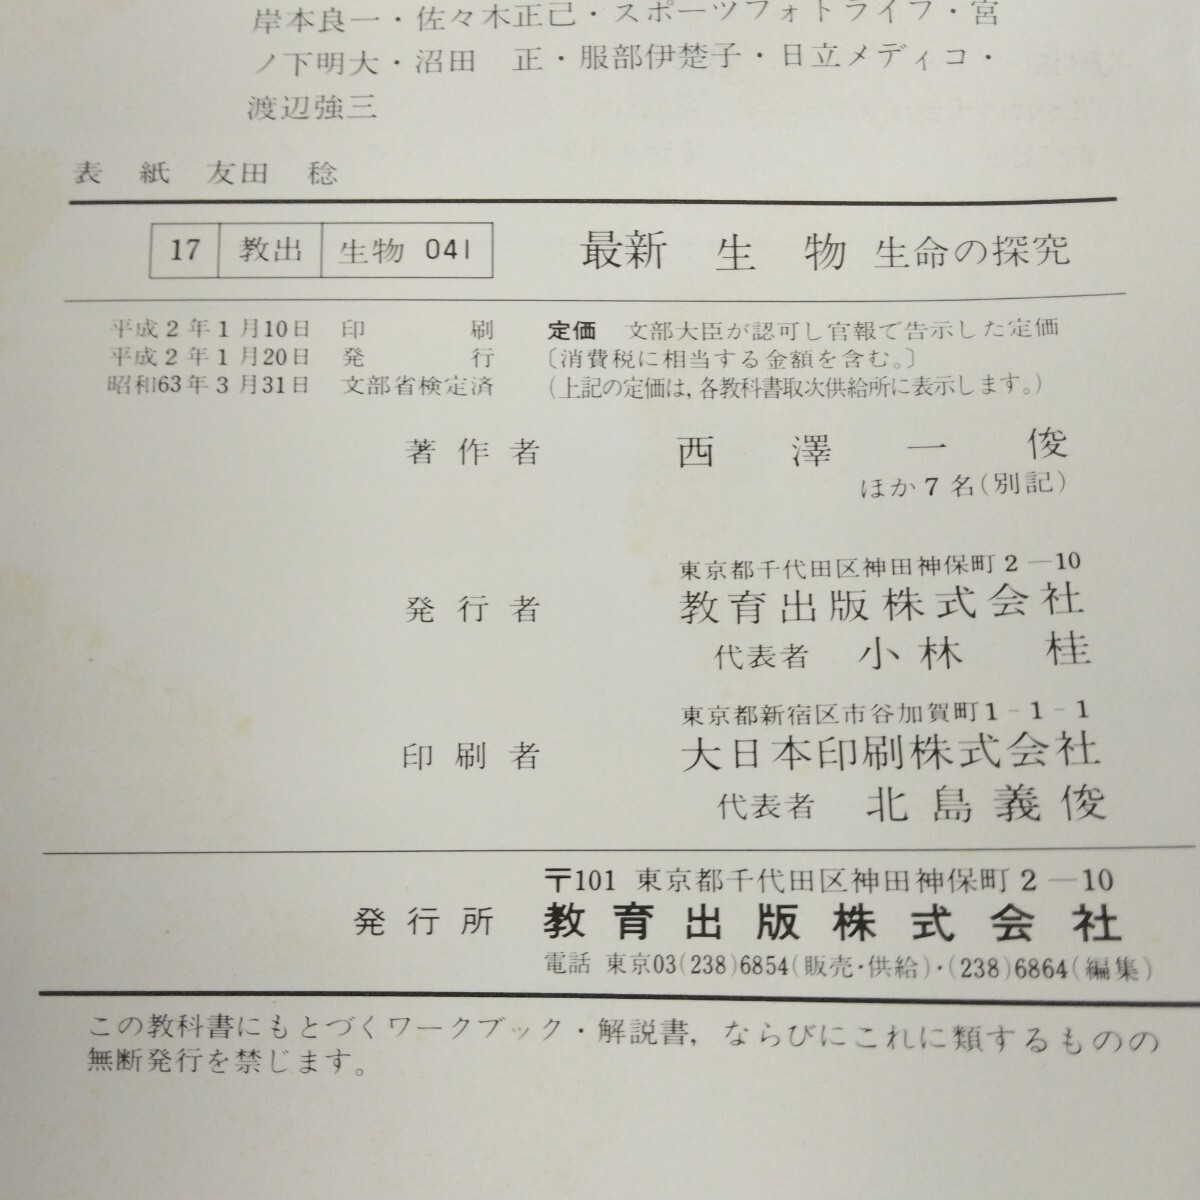 岸本良一・佐々木正己・スポーツフォトライフ・宮
ノ下明大・沼田　正・服部伊楚子・日立メディコ・
渡辺強三
表　紙　友田　稔
17 教出 生物 041 最新　生　物　生命の探究
平成2年1月10日　印　　刷
平成2年1月20日　発　　行
昭和63年3月31日　文部省検定済
定価　文部大臣が認可し官報で告示した定価
〔消費税に相当する金額を含む。〕
(上記の定価は,各教科書取次供給所に表示します。)
著作者　西澤一俊
ほか7名(別記)
東京都千代田区神田神保町2―10
発行者　教育出版株式会社
代表者　小林　桂
東京都新宿区市谷加賀町1-1-1
印刷者　大日本印刷株式会社
代表者　北島義俊
〒101 東京都千代田区神田神保町2―10
発行所　教育出版株式会社
電話 東京03(238)6854(販売・供給)・(238)6864(編集)
この教科書にもとづくワークブック・解説書,ならびにこれに類するものの
無断発行を禁じます。